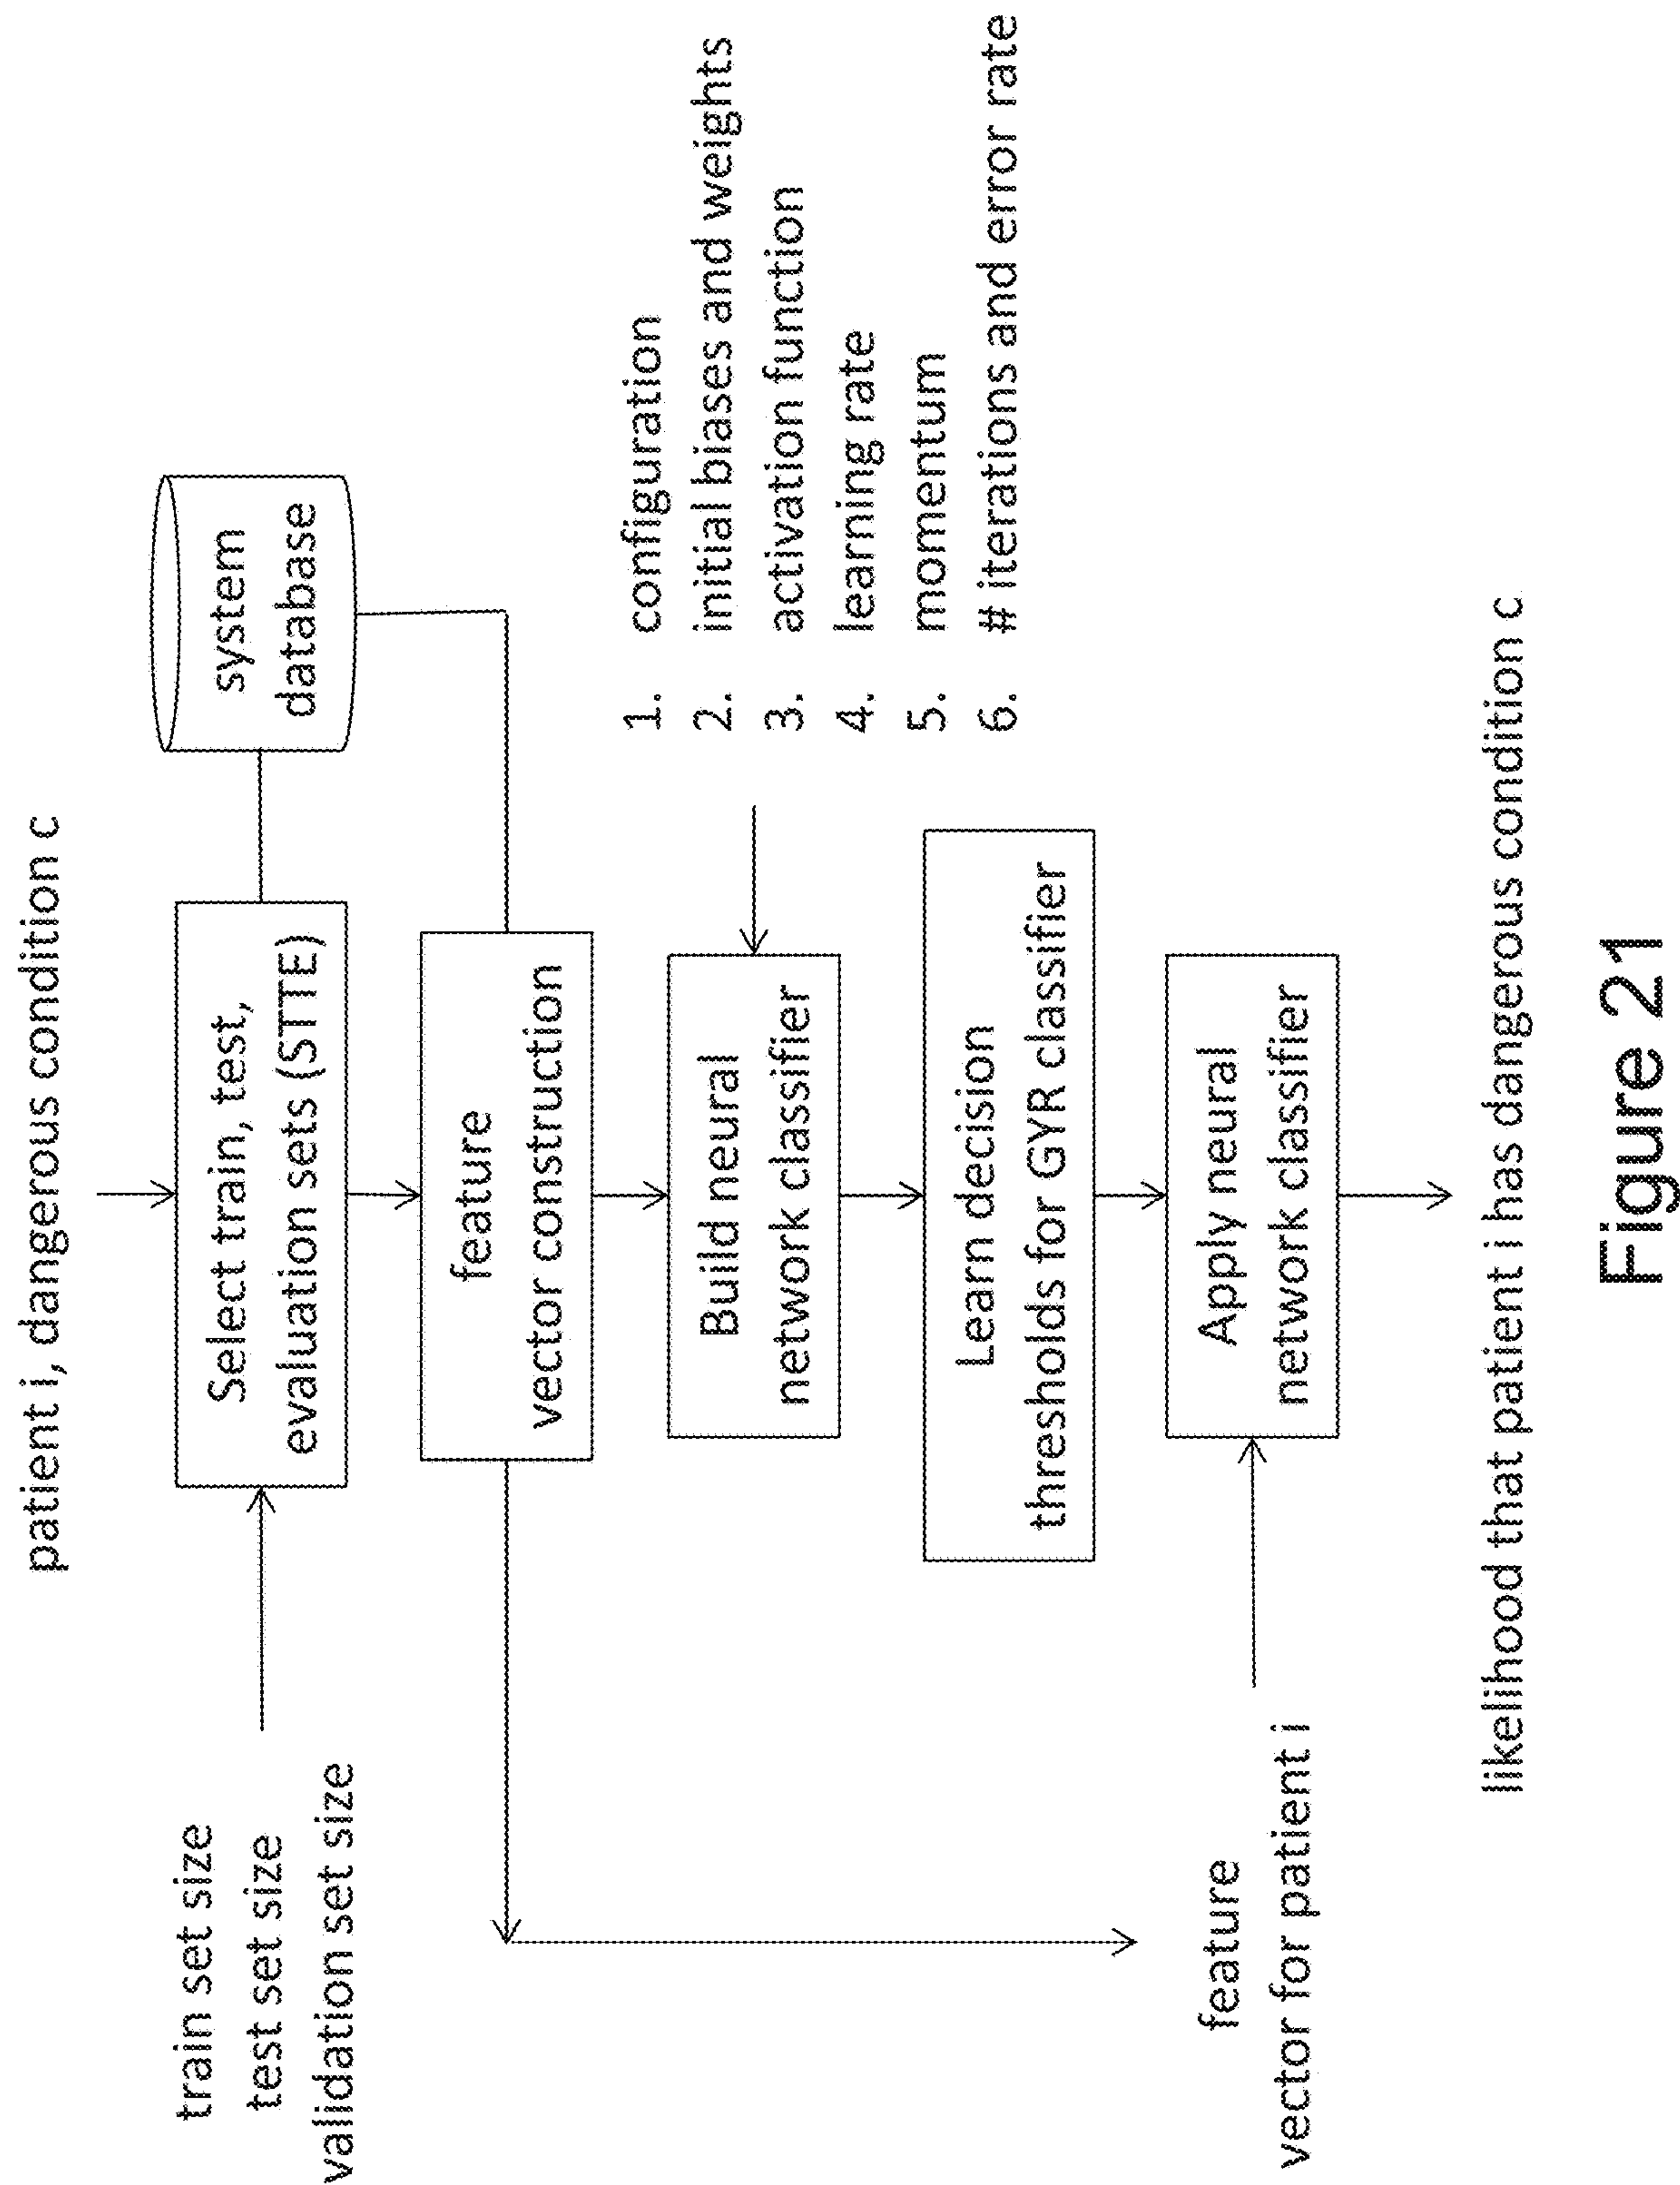 patient i, dangerous condition c
train set size
test set size
validation set size
Select train, test,
evaluation sets (STTE)
system
database
feature
vector construction
Build neural
network classifier
1. configuration
2. initial biases and weights
3. activation function
4. learning rate
5. momentum
6. # iterations and error rate
Learn decision
thresholds for GYR classifier
feature
vector for patient i
Apply neural
network classifier
likelihood that patient i has dangerous condition c
Figure 21